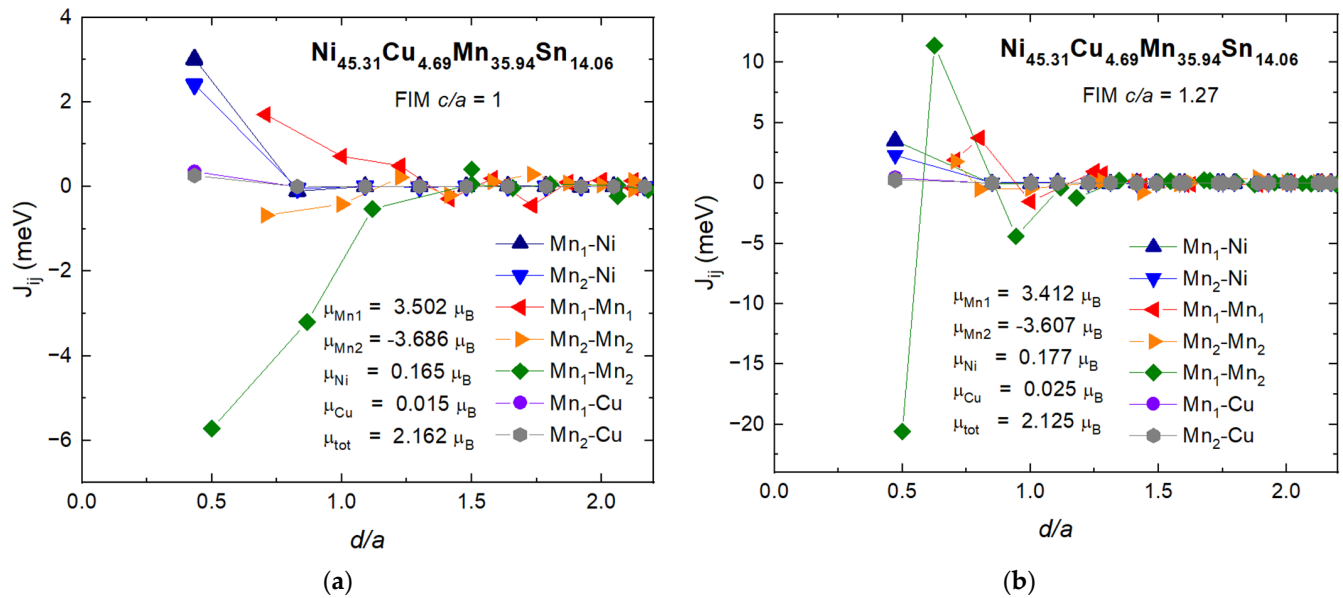 Ni45.31Cu4.69Mn35.94Sn14.06
FIM c/a = 1
4
2
0
−2
−4
−6
Jij (meV)
Mn1-Ni
Mn2-Ni
Mn1-Mn1
Mn2-Mn2
Mn1-Mn2
Mn1-Cu
Mn2-Cu
μMn1 = 3.502 μB
μMn2 = -3.686 μB
μNi = 0.165 μB
μCu = 0.015 μB
μtot = 2.162 μB
0.0 0.5 1.0 1.5 2.0
d/a
(a)
Ni45.31Cu4.69Mn35.94Sn14.06
FIM c/a = 1.27
10
5
0
−5
−10
−15
−20
Jij (meV)
Mn1-Ni
Mn2-Ni
Mn1-Mn1
Mn2-Mn2
Mn1-Mn2
Mn1-Cu
Mn2-Cu
μMn1 = 3.412 μB
μMn2 = -3.607 μB
μNi = 0.177 μB
μCu = 0.025 μB
μtot = 2.125 μB
0.0 0.5 1.0 1.5 2.0
d/a
(b)